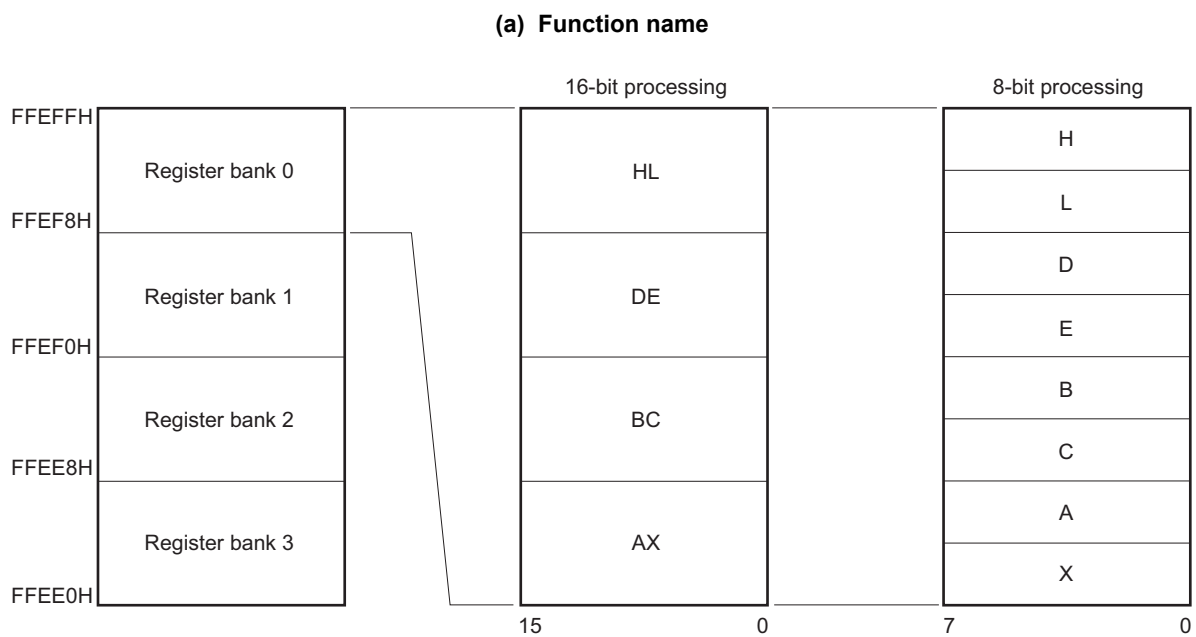 (a) Function name
16-bit processing
8-bit processing
FFEFFH
Register bank 0
HL
H
L
FFEF8H
Register bank 1
DE
D
E
FFEF0H
Register bank 2
BC
B
C
FFEE8H
Register bank 3
AX
A
X
FFEE0H
15 0
7 0